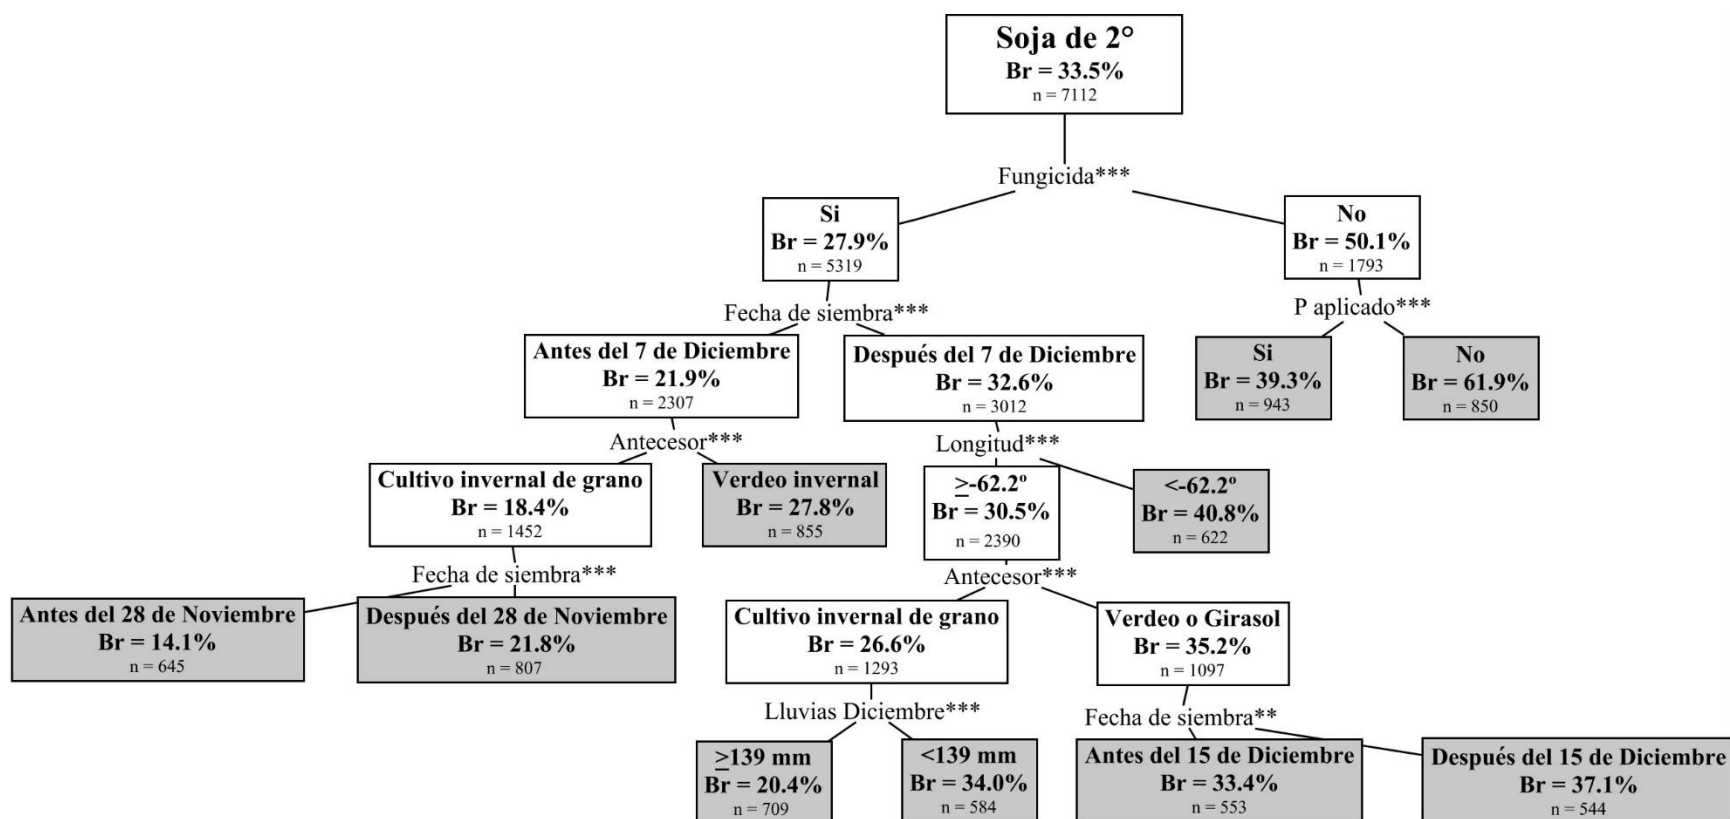 Soja de 2°
Br = 33.5%
n = 7112
Fungicida***
Si
Br = 27.9%
n = 5319
No
Br = 50.1%
n = 1793
Fecha de siembra***
P aplicado***
Antes del 7 de Diciembre
Br = 21.9%
n = 2307
Después del 7 de Diciembre
Br = 32.6%
n = 3012
Si
Br = 39.3%
n = 943
No
Br = 61.9%
n = 850
Antecesor***
Longitud***
Cultivo invernal de grano
Br = 18.4%
n = 1452
Verdeo invernal
Br = 27.8%
n = 855
≥-62.2º
Br = 30.5%
n = 2390
<-62.2º
Br = 40.8%
n = 622
Fecha de siembra***
Antecesor***
Antes del 28 de Noviembre
Br = 14.1%
n = 645
Después del 28 de Noviembre
Br = 21.8%
n = 807
Cultivo invernal de grano
Br = 26.6%
n = 1293
Verdeo o Girasol
Br = 35.2%
n = 1097
Lluvias Diciembre***
Fecha de siembra**
≥139 mm
Br = 20.4%
n = 709
<139 mm
Br = 34.0%
n = 584
Antes del 15 de Diciembre
Br = 33.4%
n = 553
Después del 15 de Diciembre
Br = 37.1%
n = 544